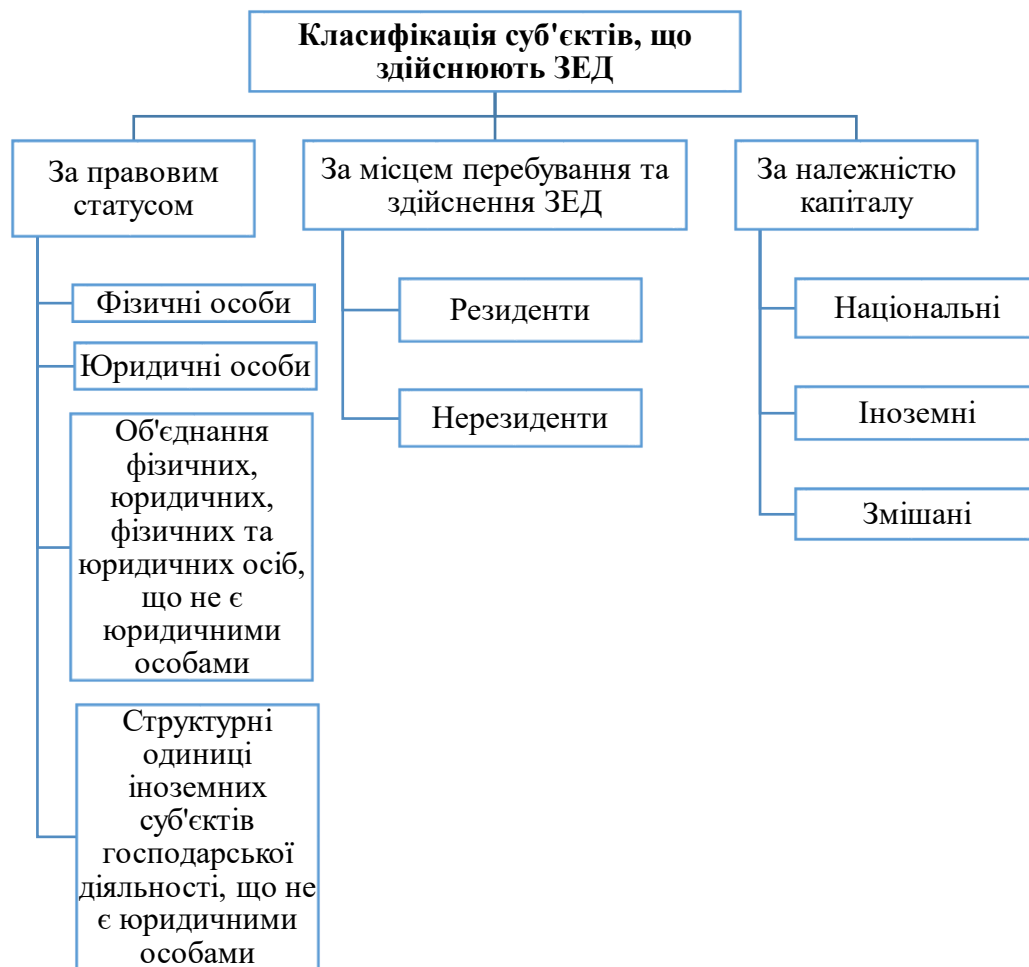 Класифікація суб'єктів, що
здійснюють ЗЕД
За правовим
статусом
Фізичні особи
Юридичні особи
Об'єднання
фізичних,
юридичних,
фізичних та
юридичних осіб,
що не є
юридичними
особами
Структурні
одиниці
іноземних
суб'єктів
господарської
діяльності, що не
є юридичними
особами
За місцем перебування та
здійснення ЗЕД
Резиденти
Нерезиденти
За належністю
капіталу
Національні
Іноземні
Змішані